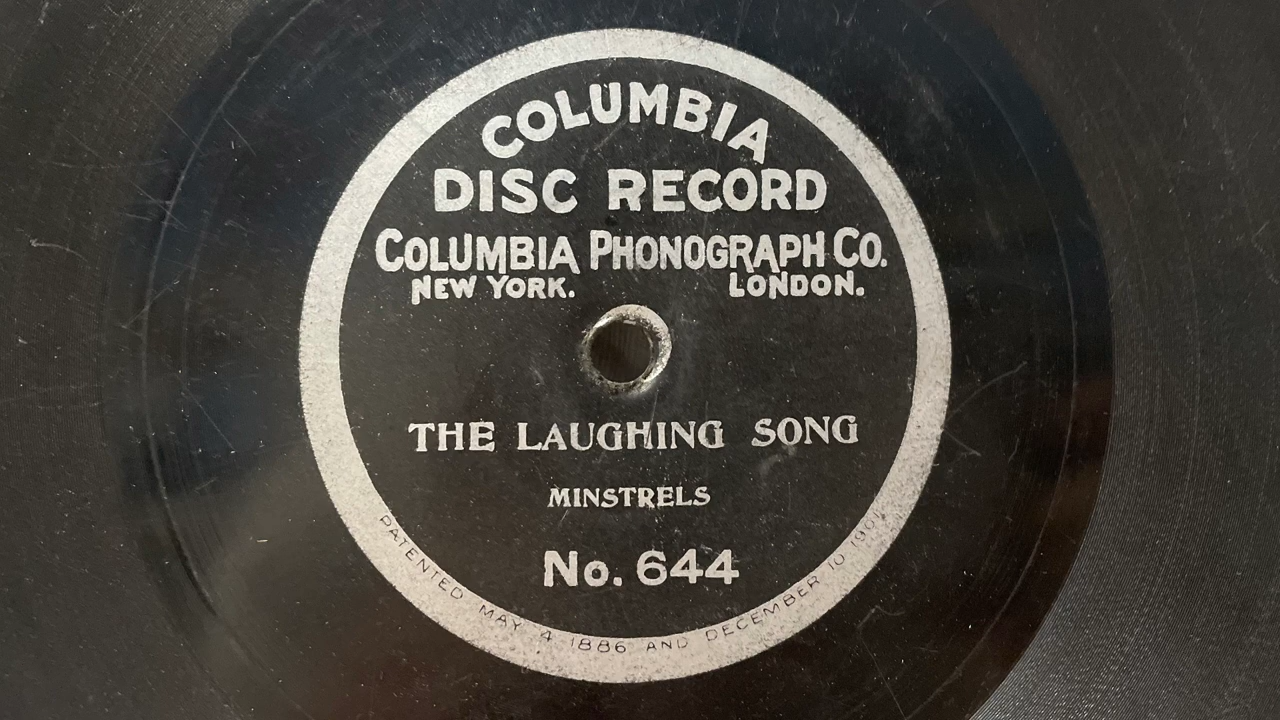 COLUMBIA
DISC RECORD
COLUMBIA PHONOGRAPH CO.
NEW YORK. LONDON.
THE LAUGHING SONG
MINSTRELS
No. 644
PATENTED MAY 4 1886 AND DECEMBER 10 1901